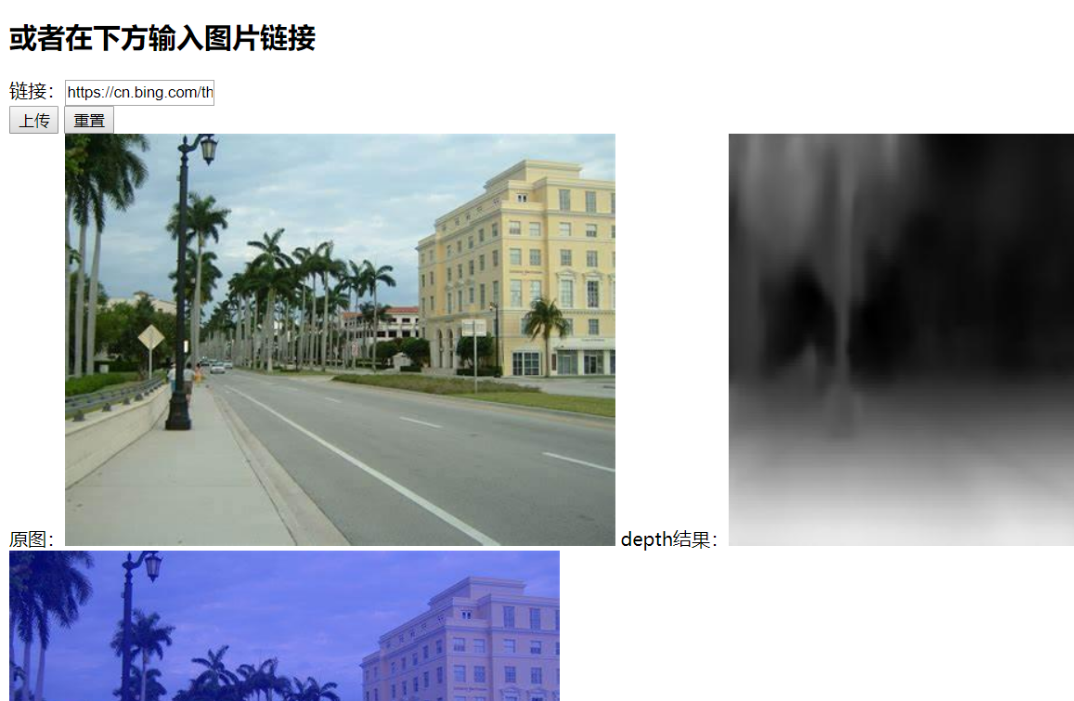 或者在下方输入图片链接
链接：https://cn.bing.com/th
上传 重置
原图： depth结果：